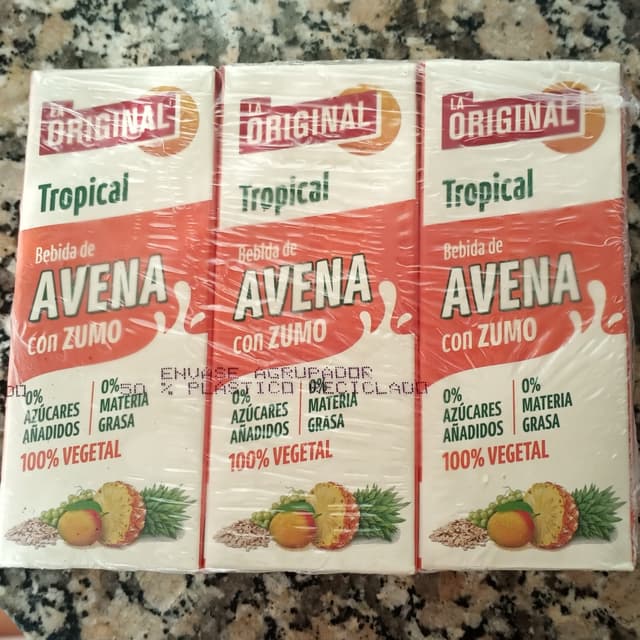 LA
ORIGINAL
Tropical
Bebida de
AVENA
con ZUMO
0%
AZÚCARES
AÑADIDOS
0%
MATERIA
GRASA
100% VEGETAL
LA
ORIGINAL
Tropical
Bebida de
AVENA
con ZUMO
0%
AZÚCARES
AÑADIDOS
0%
MATERIA
GRASA
100% VEGETAL
LA
ORIGINAL
Tropical
Bebida de
AVENA
con ZUMO
0%
AZÚCARES
AÑADIDOS
0%
MATERIA
GRASA
100% VEGETAL
ENVASE AGRUPADOR
50 % PLASTICO RECICLADO